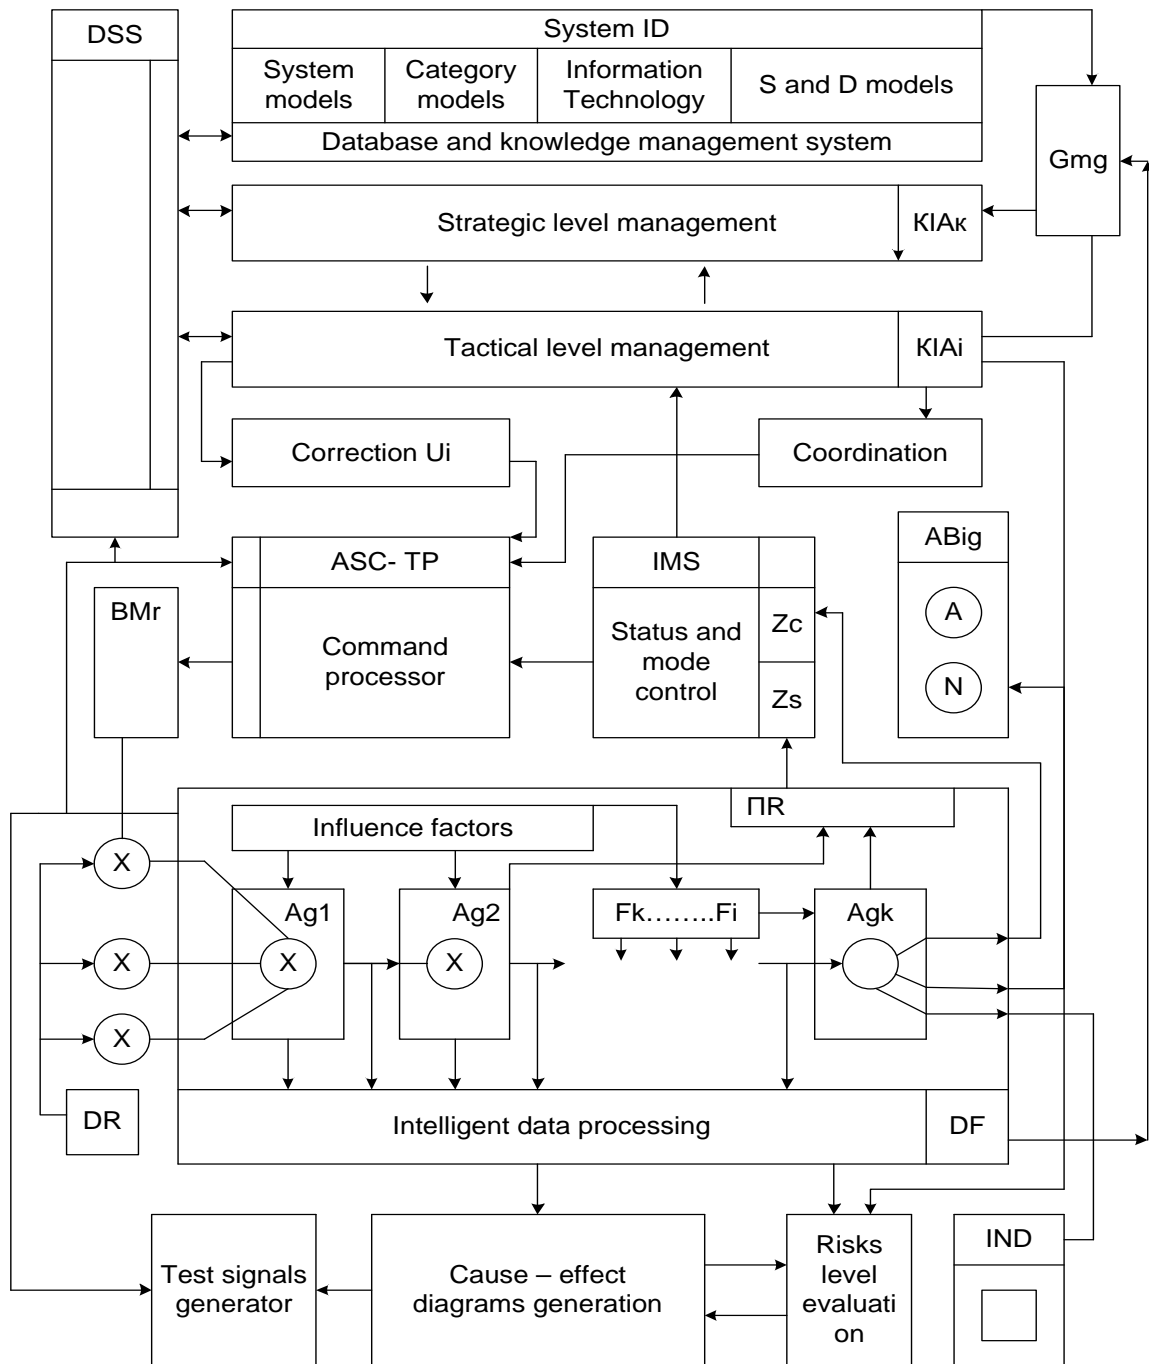 DSS
System ID
System
models
Category
models
Information
Technology
S and D models
Database and knowledge management system
Gmg
Strategic level management
КІАк
Tactical level management
КІАі
Correction Ui
Coordination
ASC- TP
IMS
ABig
BMr
Command
processor
Status and
mode
control
Zc
Zs
A
N
ПR
Influence factors
X
Ag1
Ag2
Fk……..Fi
Agk
X
X
X
X
X
DR
Intelligent data processing
DF
Test signals
generator
Cause – effect
diagrams generation
Risks
level
evaluati
on
IND